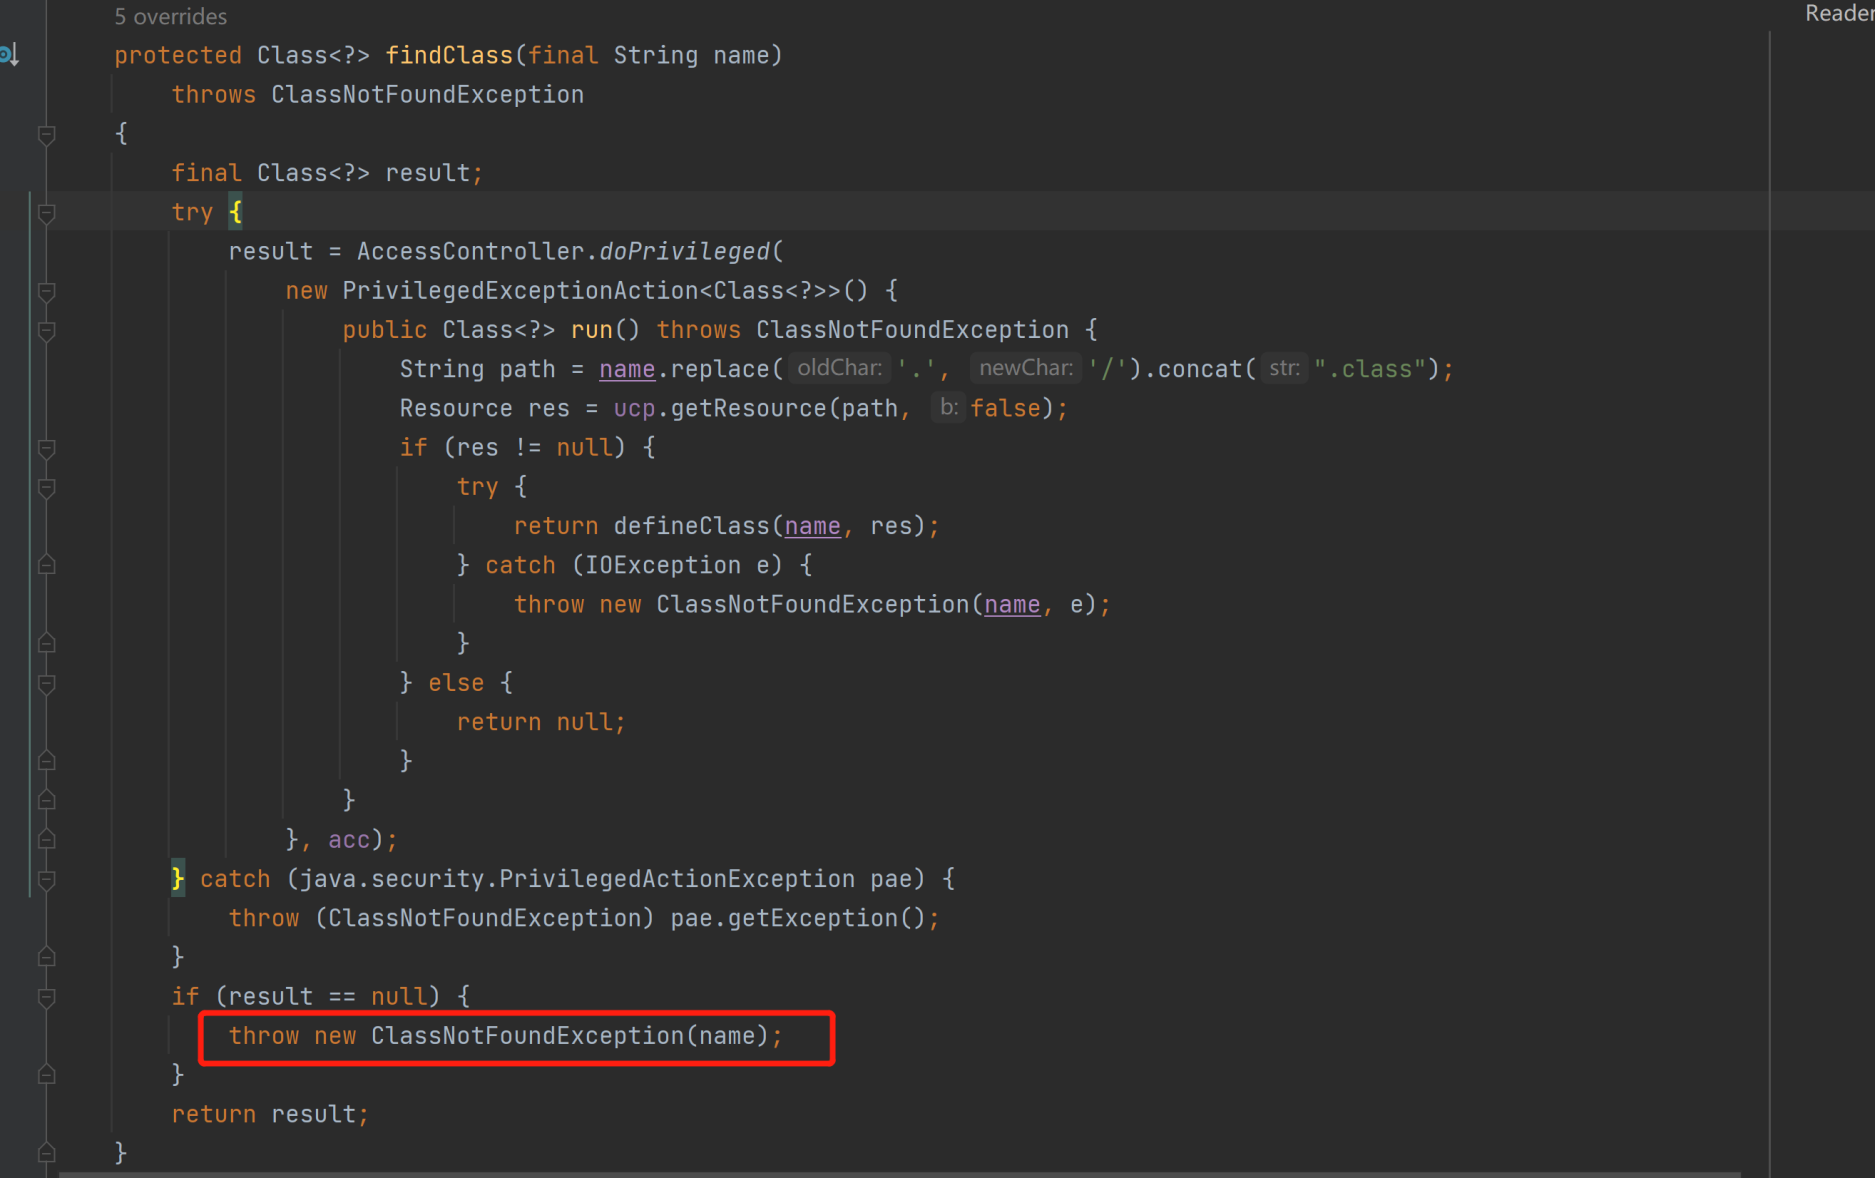 5 overrides
Reader
protected Class<?> findClass(final String name)
    throws ClassNotFoundException
{
    final Class<?> result;
    try {
        result = AccessController.doPrivileged(
            new PrivilegedExceptionAction<Class<?>>() {
                public Class<?> run() throws ClassNotFoundException {
                    String path = name.replace( oldChar: '.', newChar: '/').concat( str: ".class");
                    Resource res = ucp.getResource(path, b: false);
                    if (res != null) {
                        try {
                            return defineClass(name, res);
                        } catch (IOException e) {
                            throw new ClassNotFoundException(name, e);
                        }
                    } else {
                        return null;
                    }
                }
            }, acc);
    } catch (java.security.PrivilegedActionException pae) {
        throw (ClassNotFoundException) pae.getException();
    }
    if (result == null) {
        throw new ClassNotFoundException(name);
    }
    return result;
}